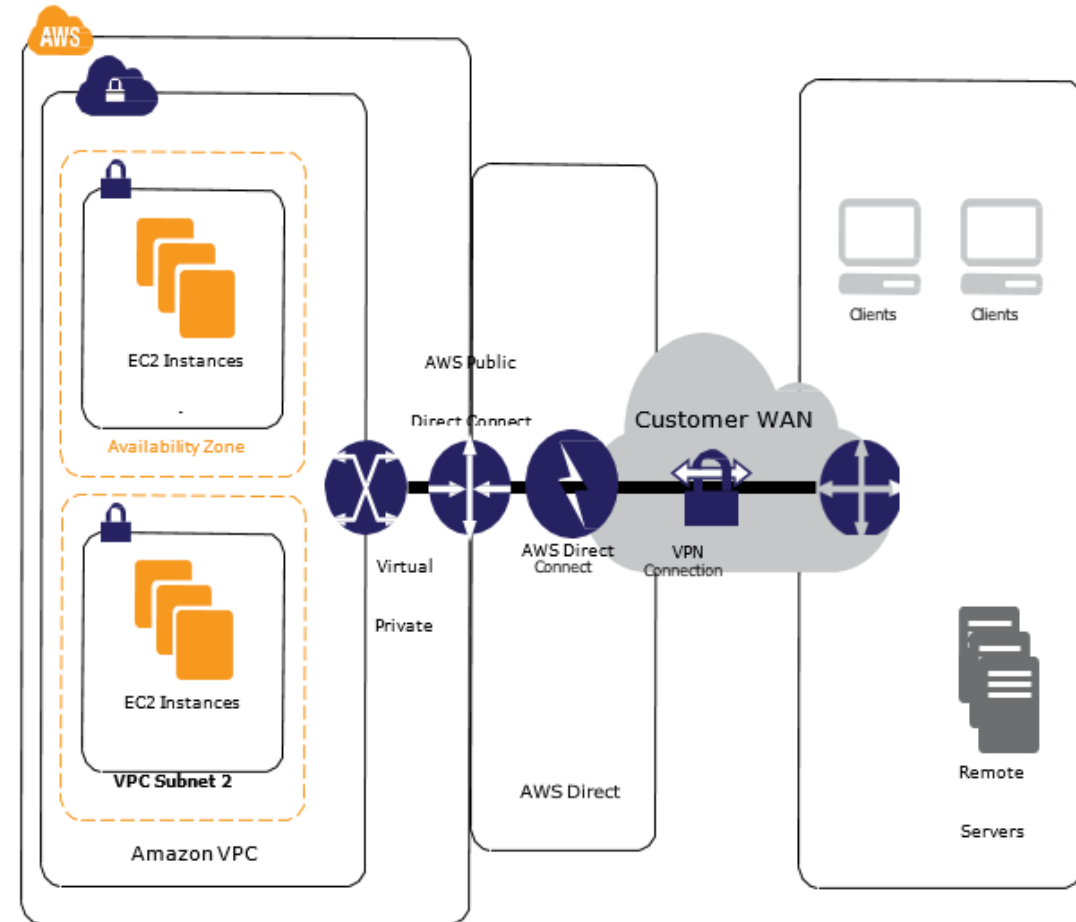 AWS
EC2 Instances
-
Availability Zone
EC2 Instances
VPC Subnet 2
Amazon VPC
AWS Public
Direct Connect
Virtual
Private
AWS Direct
Connect
AWS Direct
Customer WAN
VPN
Connection
Clients
Clients
Remote
Servers